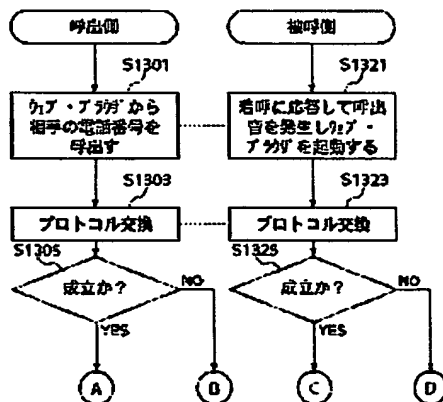 呼出側
S1301
ウェブ・ブラウザから
相手の電話番号を
呼出す
S1303
プロトコル交換
S1305
成立か?
NO
YES
A
B
被呼側
S1321
着呼に応答して呼出
音を発生しウェブ・
ブラウザを起動する
S1323
プロトコル交換
S1325
成立か?
NO
YES
C
D